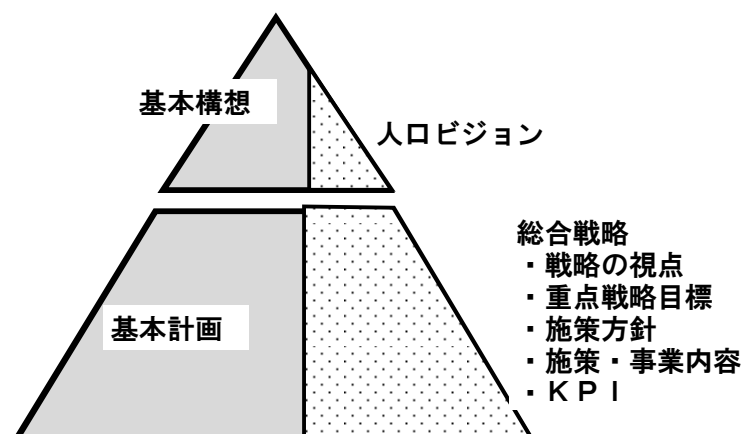 基本構想
人口ビジョン
総合戦略
・戦略の視点
・重点戦略目標
・施策方針
・施策・事業内容
・ＫＰＩ
基本計画